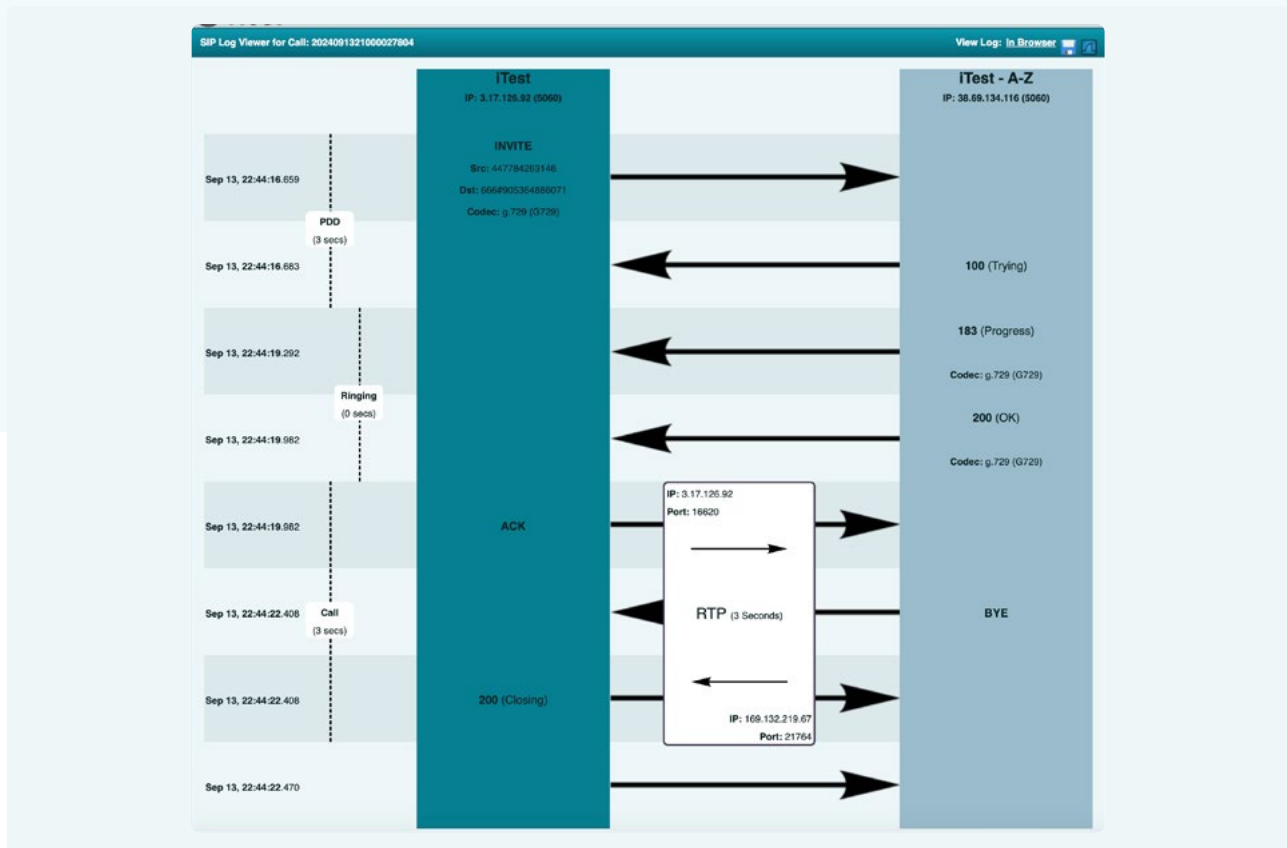 SIP Log Viewer for Call: 2024091321000027804
View Log: In Browser
iTest
IP: 3.17.126.92 (5060)
iTest - A-Z
IP: 38.69.134.116 (5060)
Sep 13, 22:44:16.659
INVITE
Src: 447784263146
Dst: 666#905364886071
Codec: g.729 (G729)
PDD
(3 secs)
Sep 13, 22:44:16.683
100 (Trying)
Sep 13, 22:44:19.292
183 (Progress)
Codec: g.729 (G729)
Ringing
(0 secs)
Sep 13, 22:44:19.982
200 (OK)
Codec: g.729 (G729)
Sep 13, 22:44:19.982
ACK
IP: 3.17.126.92
Port: 16620
Sep 13, 22:44:22.408
Call
(3 secs)
RTP (3 Seconds)
BYE
Sep 13, 22:44:22.408
200 (Closing)
IP: 169.132.219.67
Port: 21764
Sep 13, 22:44:22.470